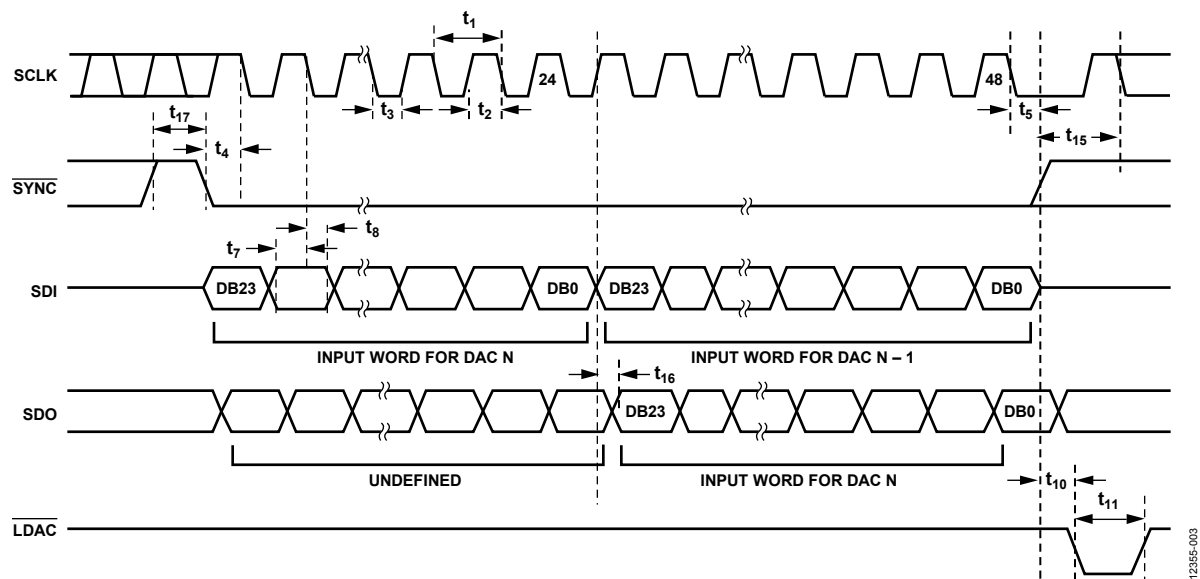 t1
SCLK
24
48
t3
t2
t5
t17
t4
t15
SYNC
t7
t8
SDI
DB23
DB0
DB23
DB0
INPUT WORD FOR DAC N
INPUT WORD FOR DAC N – 1
t16
SDO
DB23
DB0
UNDEFINED
INPUT WORD FOR DAC N
t10
t11
LDAC
12355-003